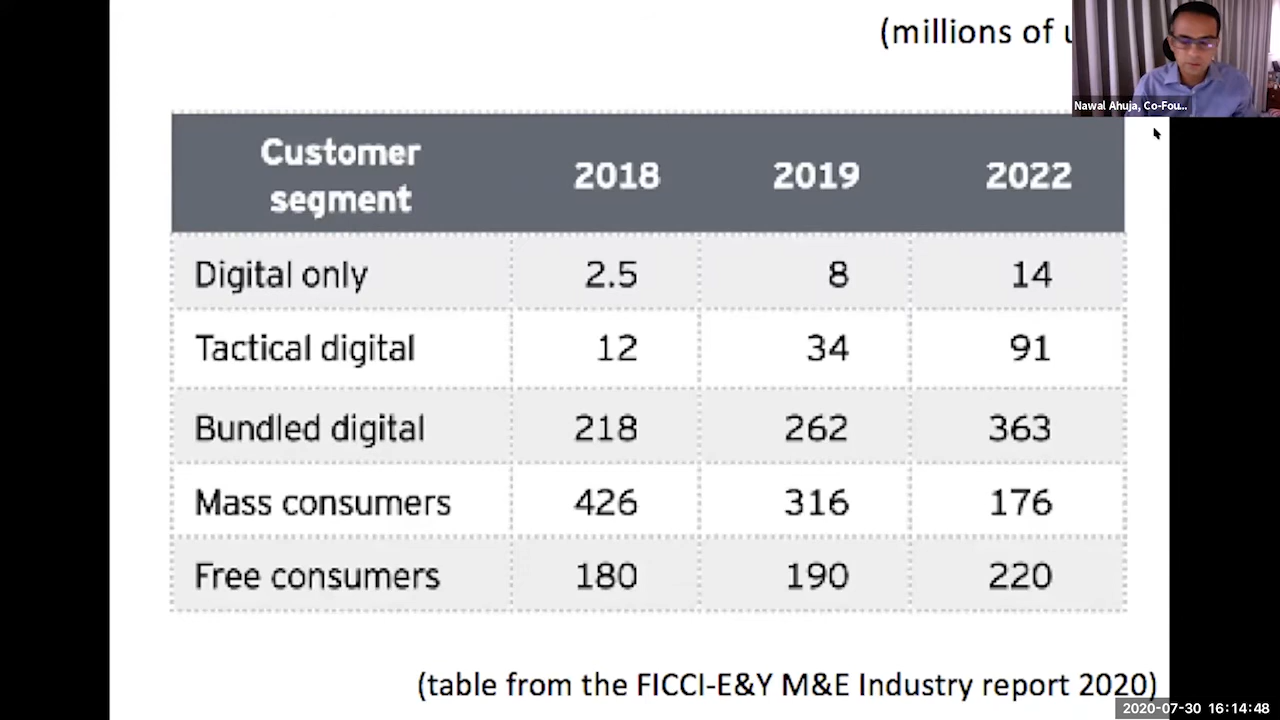 (millions of
Nawal Ahuja, Co-Fou...
Customer segment 2018 2019 2022
Digital only 2.5 8 14
Tactical digital 12 34 91
Bundled digital 218 262 363
Mass consumers 426 316 176
Free consumers 180 190 220
(table from the FICCI-E&Y M&E Industry report 2020)
2020-07-30 16:14:48